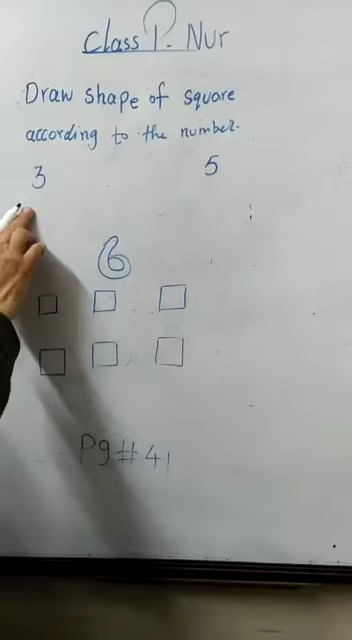 Class P. Nur
Draw shape of square
according to the number.
3 5
6
Pg # 41